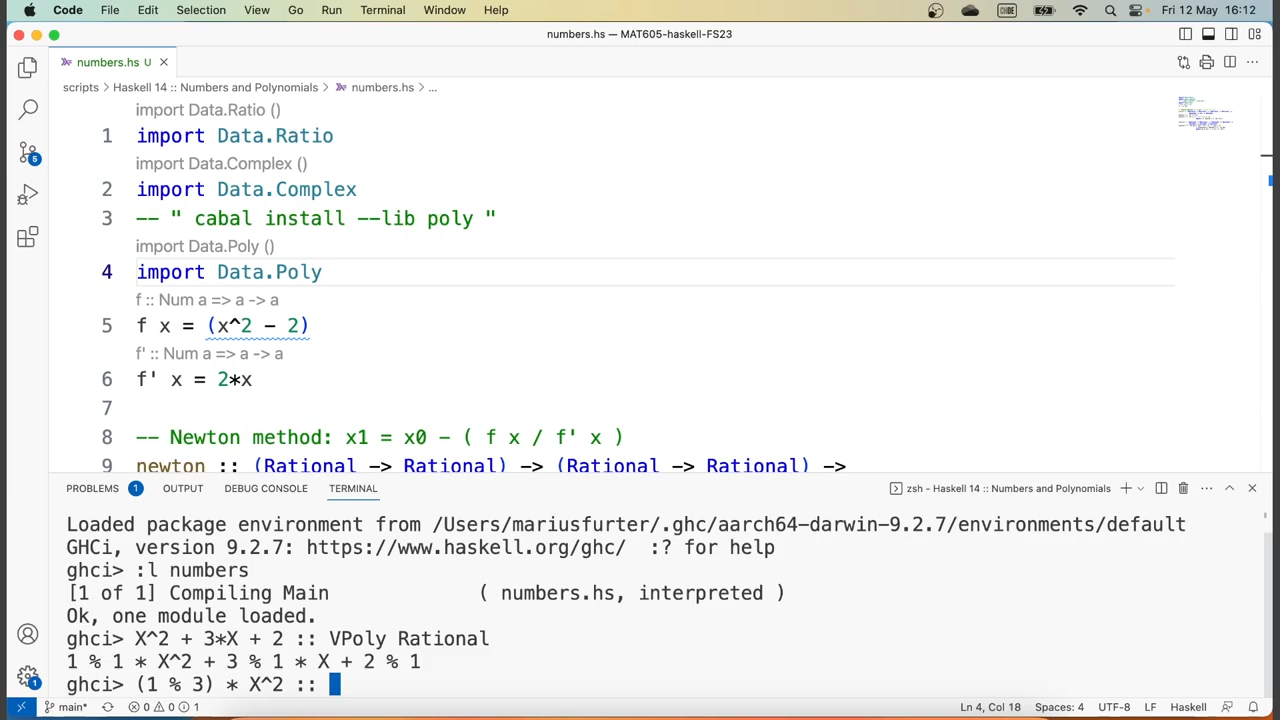 Code File Edit Selection View Go Run Terminal Window Help CODE Fri 12 May 16:12
numbers.hs — MAT605-haskell-FS23
numbers.hs U
scripts > Haskell 14 :: Numbers and Polynomials > numbers.hs > ...
import Data.Ratio ()
1 import Data.Ratio
import Data.Complex ()
2 import Data.Complex
3 -- " cabal install --lib poly "
import Data.Poly ()
4 import Data.Poly
f :: Num a => a -> a
5 f x = (x^2 - 2)
f' :: Num a => a -> a
6 f' x = 2*x
7
8 -- Newton method: x1 = x0 - ( f x / f' x )
9 newton :: (Rational -> Rational) -> (Rational -> Rational) ->
5
PROBLEMS 1 OUTPUT DEBUG CONSOLE TERMINAL zsh - Haskell 14 :: Numbers and Polynomials
Loaded package environment from /Users/mariusfurter/.ghc/aarch64-darwin-9.2.7/environments/default
GHCi, version 9.2.7: https://www.haskell.org/ghc/  :? for help
ghci> :l numbers
[1 of 1] Compiling Main             ( numbers.hs, interpreted )
Ok, one module loaded.
ghci> X^2 + 3*X + 2 :: VPoly Rational
1 % 1 * X^2 + 3 % 1 * X + 2 % 1
ghci> (1 % 3) * X^2 ::
1
main* 0 0 1 Ln 4, Col 18 Spaces: 4 UTF-8 LF Haskell